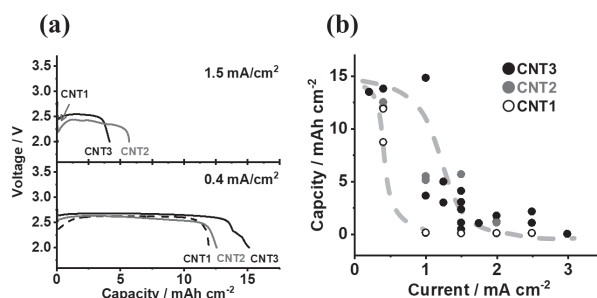 (a)
3.5
CNT1
1.5 mA/cm²
3.0
2.5
2.0
CNT3 CNT2
3.5
0.4 mA/cm²
3.0
2.5
2.0
CNT1 CNT2 CNT3
0 5 10 15
Voltage / V
Capacity / mAh cm⁻²
(b)
CNT3
CNT2
CNT1
15
10
5
0
0 1 2 3
Capcity / mAh cm⁻²
Current / mA cm⁻²